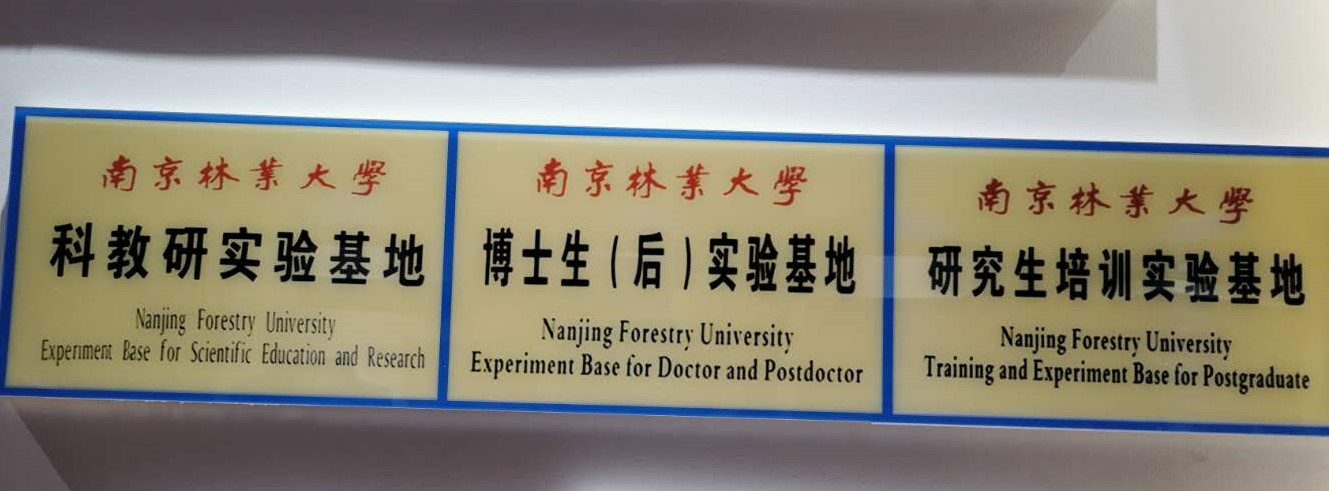 南京林業大學
科教研实验基地
Nanjing Forestry University
Experiment Base for Scientific Education and Research
南京林業大學
博士生(后)实验基地
Nanjing Forestry University
Experiment Base for Doctor and Postdoctor
南京林業大學
研究生培训实验基地
Nanjing Forestry University
Training and Experiment Base for Postgraduate